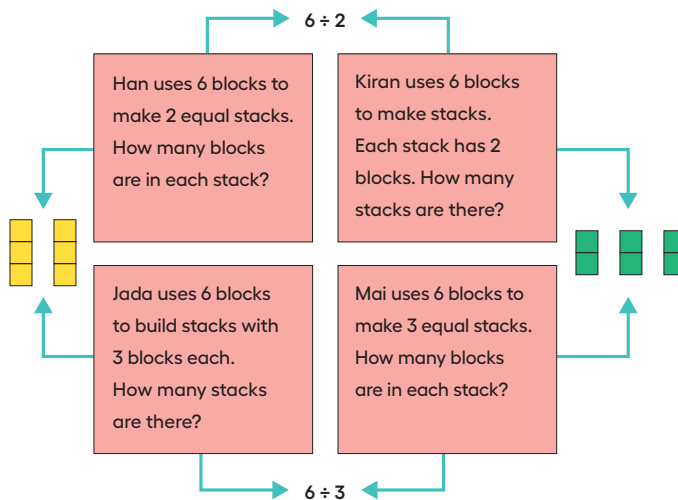 6 ÷ 2
Han uses 6 blocks to
make 2 equal stacks.
How many blocks
are in each stack?
Kiran uses 6 blocks
to make stacks.
Each stack has 2
blocks. How many
stacks are there?
Jada uses 6 blocks
to build stacks with
3 blocks each.
How many stacks
are there?
Mai uses 6 blocks to
make 3 equal stacks.
How many blocks
are in each stack?
6 ÷ 3